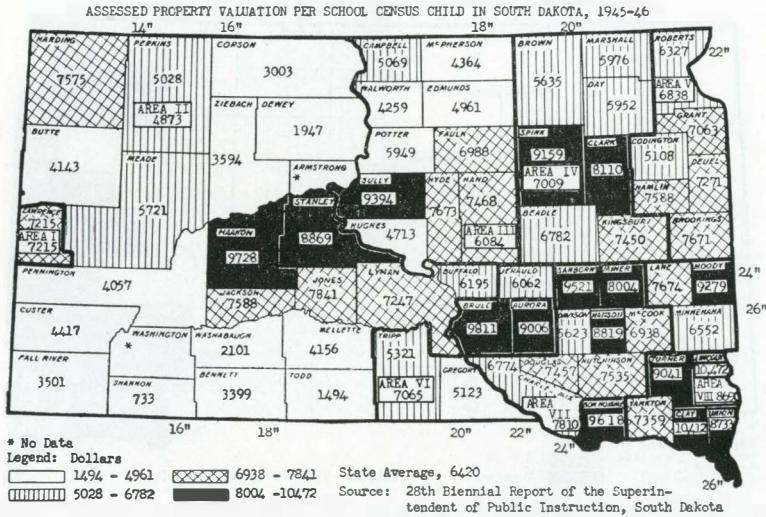 ASSESSED PROPERTY VALUATION PER SCHOOL CENSUS CHILD IN SOUTH DAKOTA, 1945-46
14" 16" 18" 20" 22"
HARDING 7575
PERKINS 5028
AREA II 4873
CORSON 3003
CAMPBELL 5069
McPHERSON 4364
BROWN 5635
MARSHALL 5976
ROBERTS 6327
AREA V 6838
WALWORTH 4259
EDMUNDS 4961
DAY 5952
GRANT 7063
BUTTE 4143
ZIEBACH 3594
DEWEY 1947
POTTER 5949
FAULK 6988
SPINK 9159
AREA IV 7009
CLARK 8110
CODINGTON 5108
DEUEL 7271
HAMLIN 7588
MEADE 5721
ARMSTRONG *
SULLY 9394
HYDE 7673
HAND 7468
AREA III 6084
BEADLE 6782
KINGSBURY 7450
BROOKINGS 7671
LAWRENCE 7215
AREA I 7215
HAAKON 9728
STANLEY 8869
HUGHES 4713
PENNINGTON 4057
JACKSON 7588
JONES 7841
LYMAN 7247
BUFFALO 6195
JERAULD 6062
SANBORN 9521
MINER 8004
LAKE 7674
MOODY 9279
24"
26"
CUSTER 4417
WASHINGTON *
WASHABAUGH 2101
MELLETTE 4156
TRIPP 5321
AREA VI 7065
BRULE 9811
AURORA 9006
DAVISON 5623
HANSON 8819
McCOOK 6938
MINNEHAHA 6552
FALL RIVER 3501
SHANNON 733
BENNETT 3399
TODD 1494
GREGORY 5123
6774
CHARLES MIX
DOUGLAS 7457
HUTCHINSON 7535
TURNER 9041
LINCOLN 10,472
AREA VIII
AREA VII 7810
BON HOMME 9618
YANKTON 7359
CLAY
UNION
16" 18" 20" 22" 24" 26"
* No Data
Legend: Dollars
1494 - 4961
6938 - 7841
State Average, 6420
5028 - 6782
8004 -10472
Source: 28th Biennial Report of the Superin-
tendent of Public Instruction, South Dakota